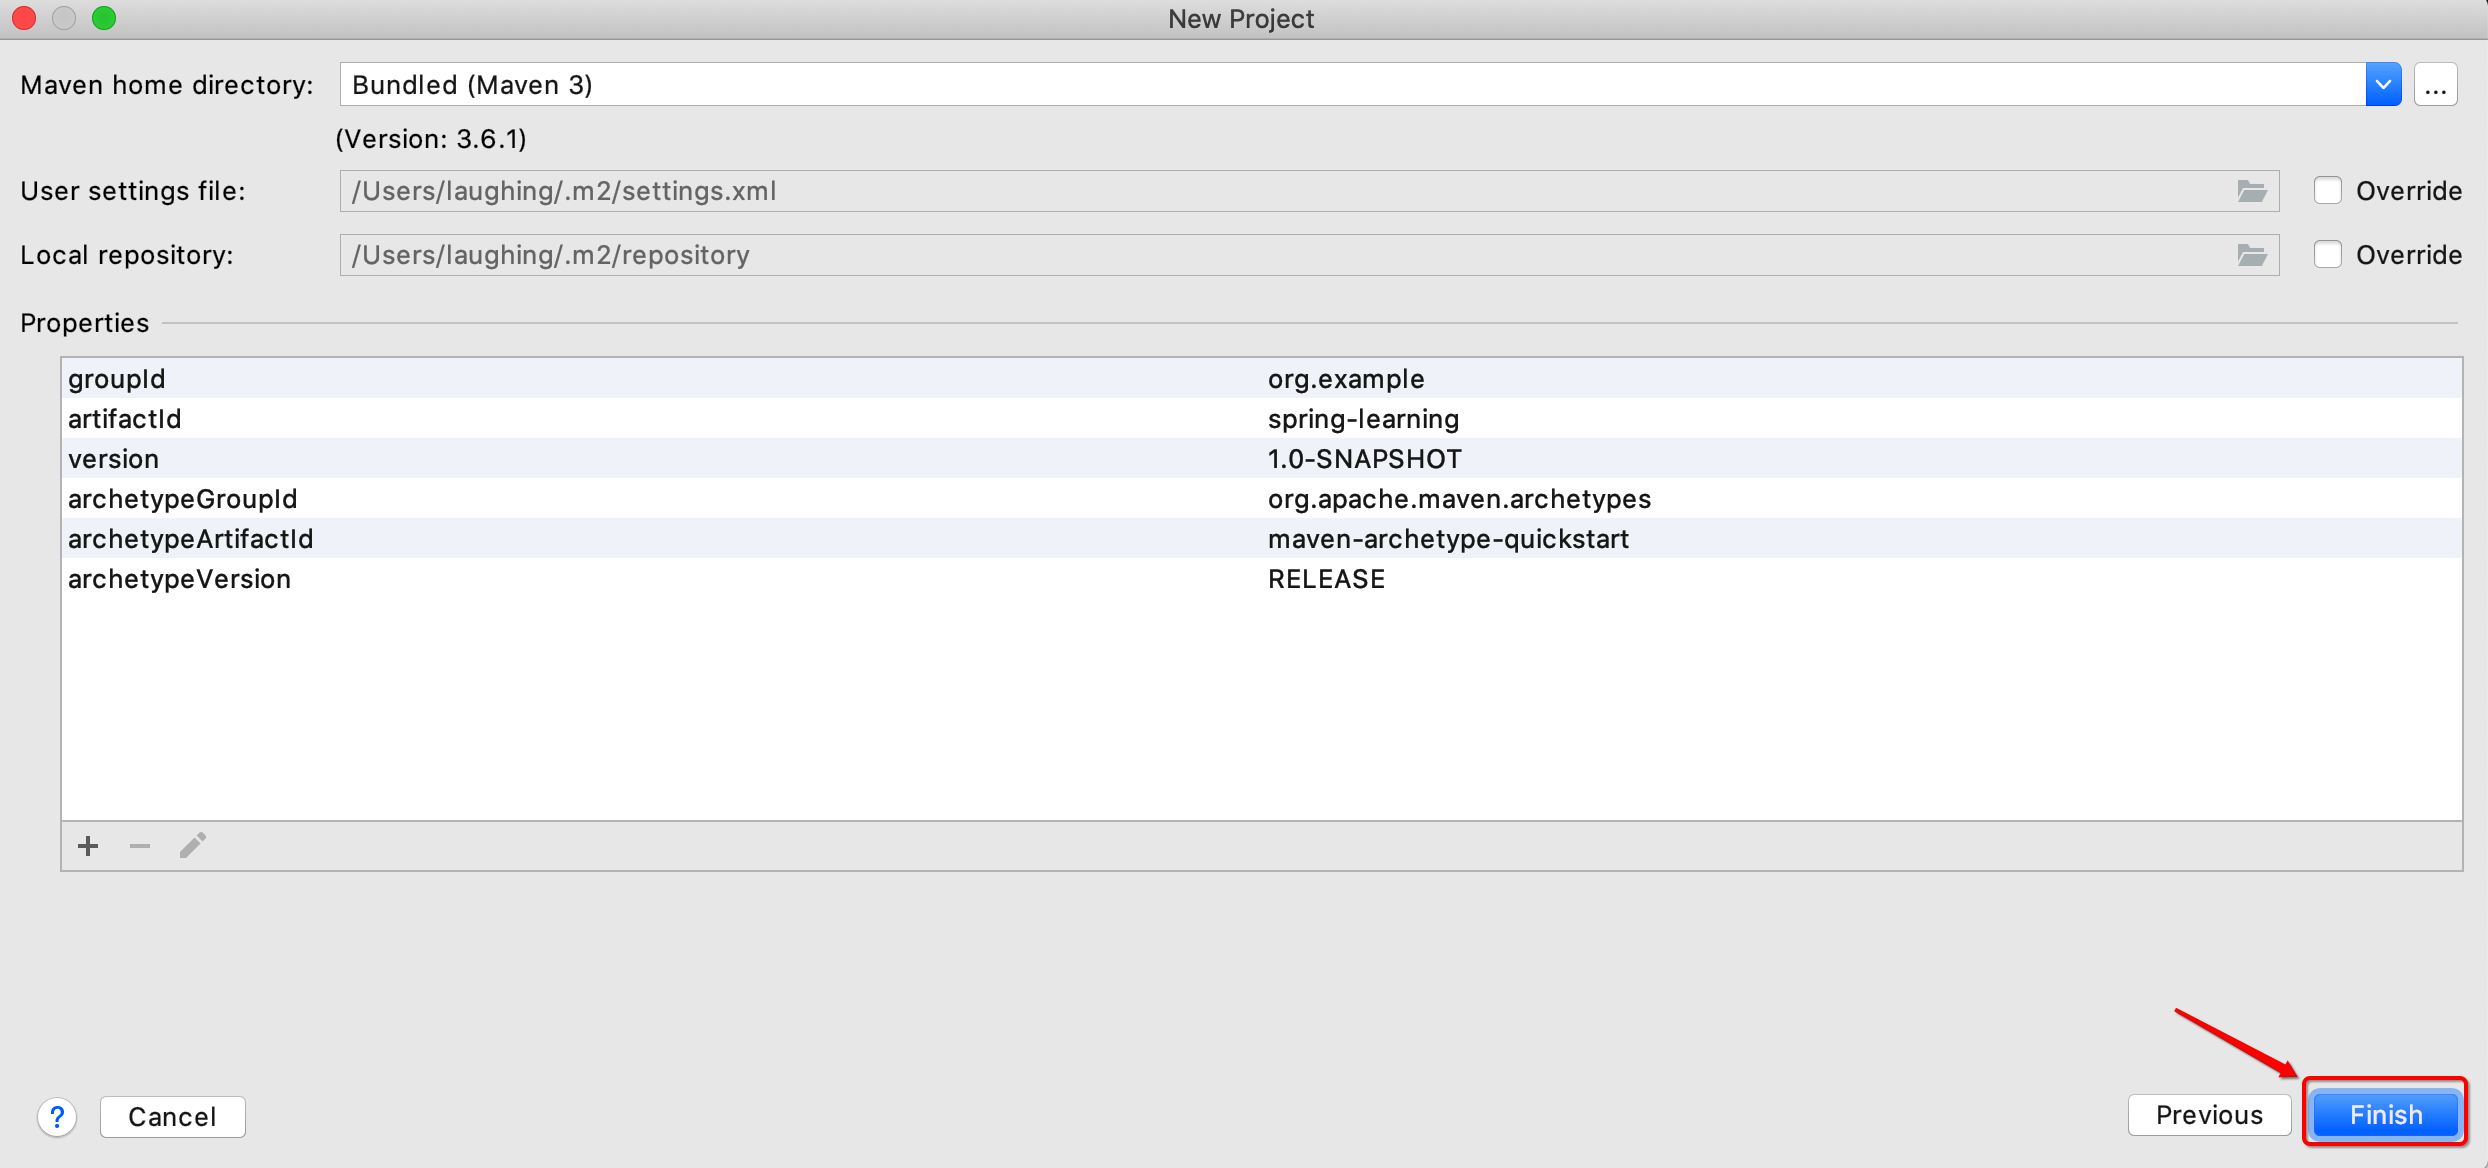 New Project
Maven home directory: Bundled (Maven 3) ...
(Version: 3.6.1)
User settings file: /Users/laughing/.m2/settings.xml Override
Local repository: /Users/laughing/.m2/repository Override
Properties
groupId org.example
artifactId spring-learning
version 1.0-SNAPSHOT
archetypeGroupId org.apache.maven.archetypes
archetypeArtifactId maven-archetype-quickstart
archetypeVersion RELEASE
? Cancel Previous Finish